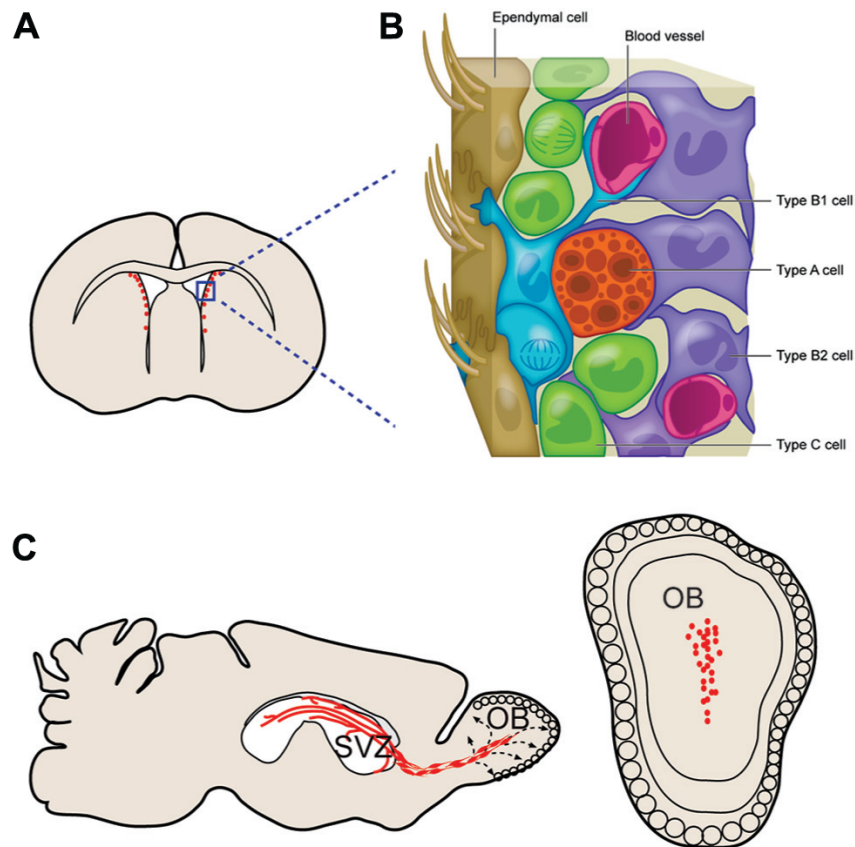 A
B
Ependymal cell
Blood vessel
Type B1 cell
Type A cell
Type B2 cell
Type C cell
C
SVZ
OB
OB